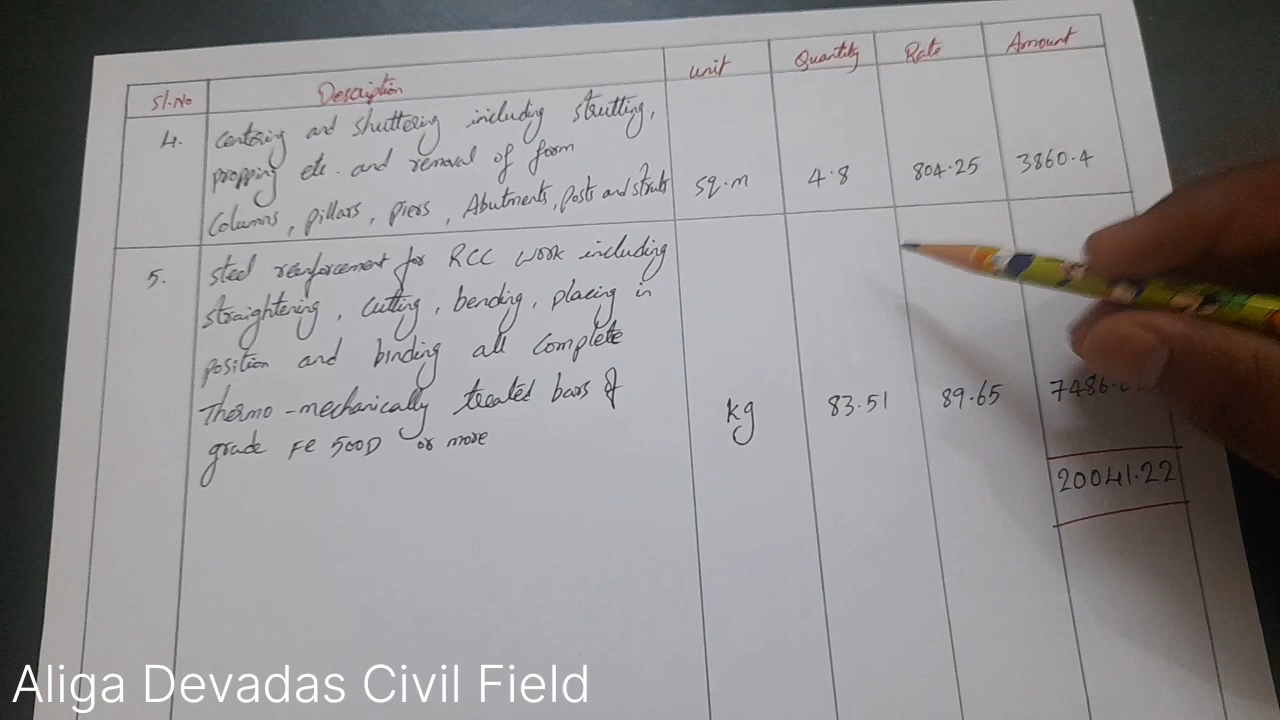 Sl.No Description Unit Quantity Rate Amount
4. Centering and shuttering including strutting,
propping etc. and removal of form
Columns, pillars, piers, Abutments, posts and struts sq.m 4.8 804.25 3860.4
5. steel reinforcement for RCC work including
straightening, cutting, bending, placing in
position and binding all complete
Thermo-mechanically treated bars of
grade Fe 500D or more kg 83.51 89.65 7486.
20041.22
Aliga Devadas Civil Field